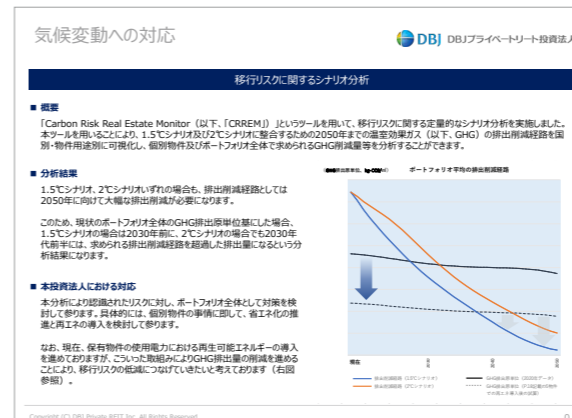 気候変動への対応
DBJ DBJプライベートリート投資法人
移行リスクに関するシナリオ分析
■ 概要
「Carbon Risk Real Estate Monitor（以下、「CRREM」）」というツールを用いて、移行リスクに関する定量的なシナリオ分析を実施しました。
本ツールを用いることにより、1.5℃シナリオ及び2℃シナリオに整合するための2050年までの温室効果ガス（以下、GHG）の排出削減経路を国
別・物件用途別に可視化し、個別物件及びポートフォリオ全体で求められるGHG削減量等を分析することができます。
■ 分析結果
1.5℃シナリオ、2℃シナリオいずれの場合も、排出削減経路としては
2050年に向けて大幅な排出削減が必要になります。
このため、現状のポートフォリオ全体のGHG排出原単位基にした場合、
1.5℃シナリオの場合は2030年前に、2℃シナリオの場合でも2030年
代前半には、求められる排出削減経路を超過した排出量になるという分
析結果になります。
■ 本投資法人における対応
本分析により認識されたリスクに対し、ポートフォリオ全体として対策を検
討して参ります。具体的には、個別物件の事情に即して、省エネ化の推
進と再エネの導入を検討して参ります。
なお、現在、保有物件の使用電力における再生可能エネルギーの導入
を進めておりますが、こういった取組みによりGHG排出量の削減を進める
ことにより、移行リスクの低減につなげていきたいと考えております（右図
参照）。
ポートフォリオ平均の排出削減経路
現在
排出削減経路（1.5℃シナリオ）
排出削減経路（2℃シナリオ）
Copyright (C) DBJ Private REIT Inc. All Rights Reserved